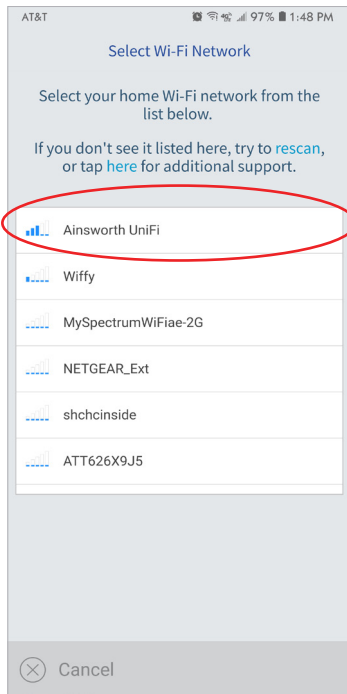 AT&T 97% 1:48 PM
Select Wi-Fi Network
Select your home Wi-Fi network from the
list below.
If you don't see it listed here, try to rescan,
or tap here for additional support.
Ainsworth UniFi
Wiffy
MySpectrumWiFiae-2G
NETGEAR_Ext
shchcinside
ATT626X9J5
Cancel